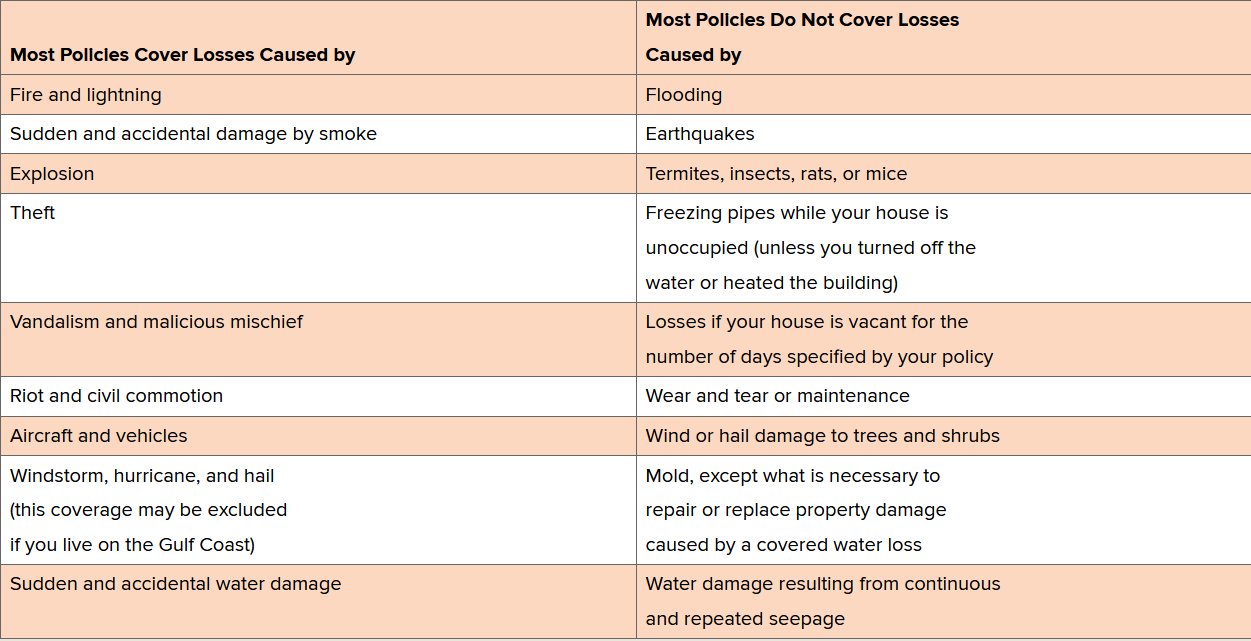 Most Policies Cover Losses Caused by
Most Policies Do Not Cover Losses
Caused by
Fire and lightning
Flooding
Sudden and accidental damage by smoke
Earthquakes
Explosion
Termites, insects, rats, or mice
Theft
Freezing pipes while your house is
unoccupied (unless you turned off the
water or heated the building)
Vandalism and malicious mischief
Losses if your house is vacant for the
number of days specified by your policy
Riot and civil commotion
Wear and tear or maintenance
Aircraft and vehicles
Wind or hail damage to trees and shrubs
Windstorm, hurricane, and hail
(this coverage may be excluded
if you live on the Gulf Coast)
Mold, except what is necessary to
repair or replace property damage
caused by a covered water loss
Sudden and accidental water damage
Water damage resulting from continuous
and repeated seepage